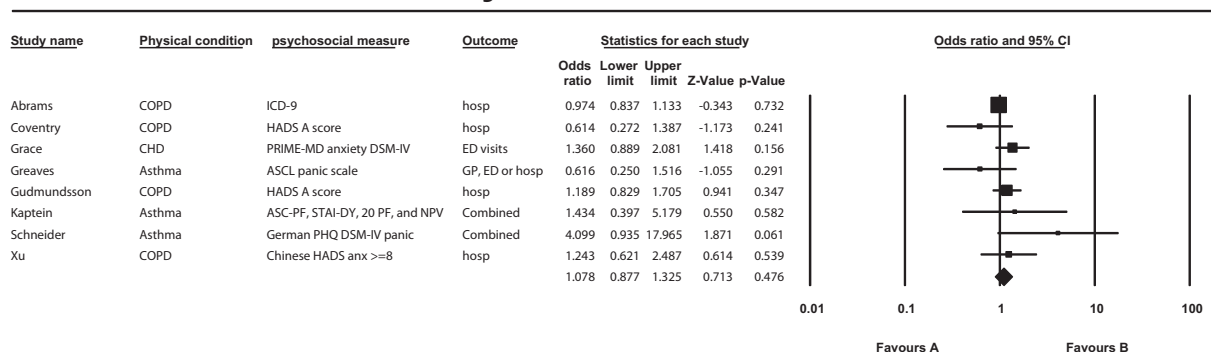 Study name Physical condition psychosocial measure Outcome Statistics for each study Odds ratio and 95% CI
Odds ratio Lower limit Upper limit Z-Value p-Value
Abrams COPD ICD-9 hosp 0.974 0.837 1.133 -0.343 0.732
Coventry COPD HADS A score hosp 0.614 0.272 1.387 -1.173 0.241
Grace CHD PRIME-MD anxiety DSM-IV ED visits 1.360 0.889 2.081 1.418 0.156
Greaves Asthma ASCL panic scale GP, ED or hosp 0.616 0.250 1.516 -1.055 0.291
Gudmundsson COPD HADS A score hosp 1.189 0.829 1.705 0.941 0.347
Kaptein Asthma ASC-PF, STAI-DY, 20 PF, and NPV Combined 1.434 0.397 5.179 0.550 0.582
Schneider Asthma German PHQ DSM-IV panic Combined 4.099 0.935 17.965 1.871 0.061
Xu COPD Chinese HADS anx >=8 hosp 1.243 0.621 2.487 0.614 0.539
1.078 0.877 1.325 0.713 0.476
0.01 0.1 1 10 100
Favours A Favours B